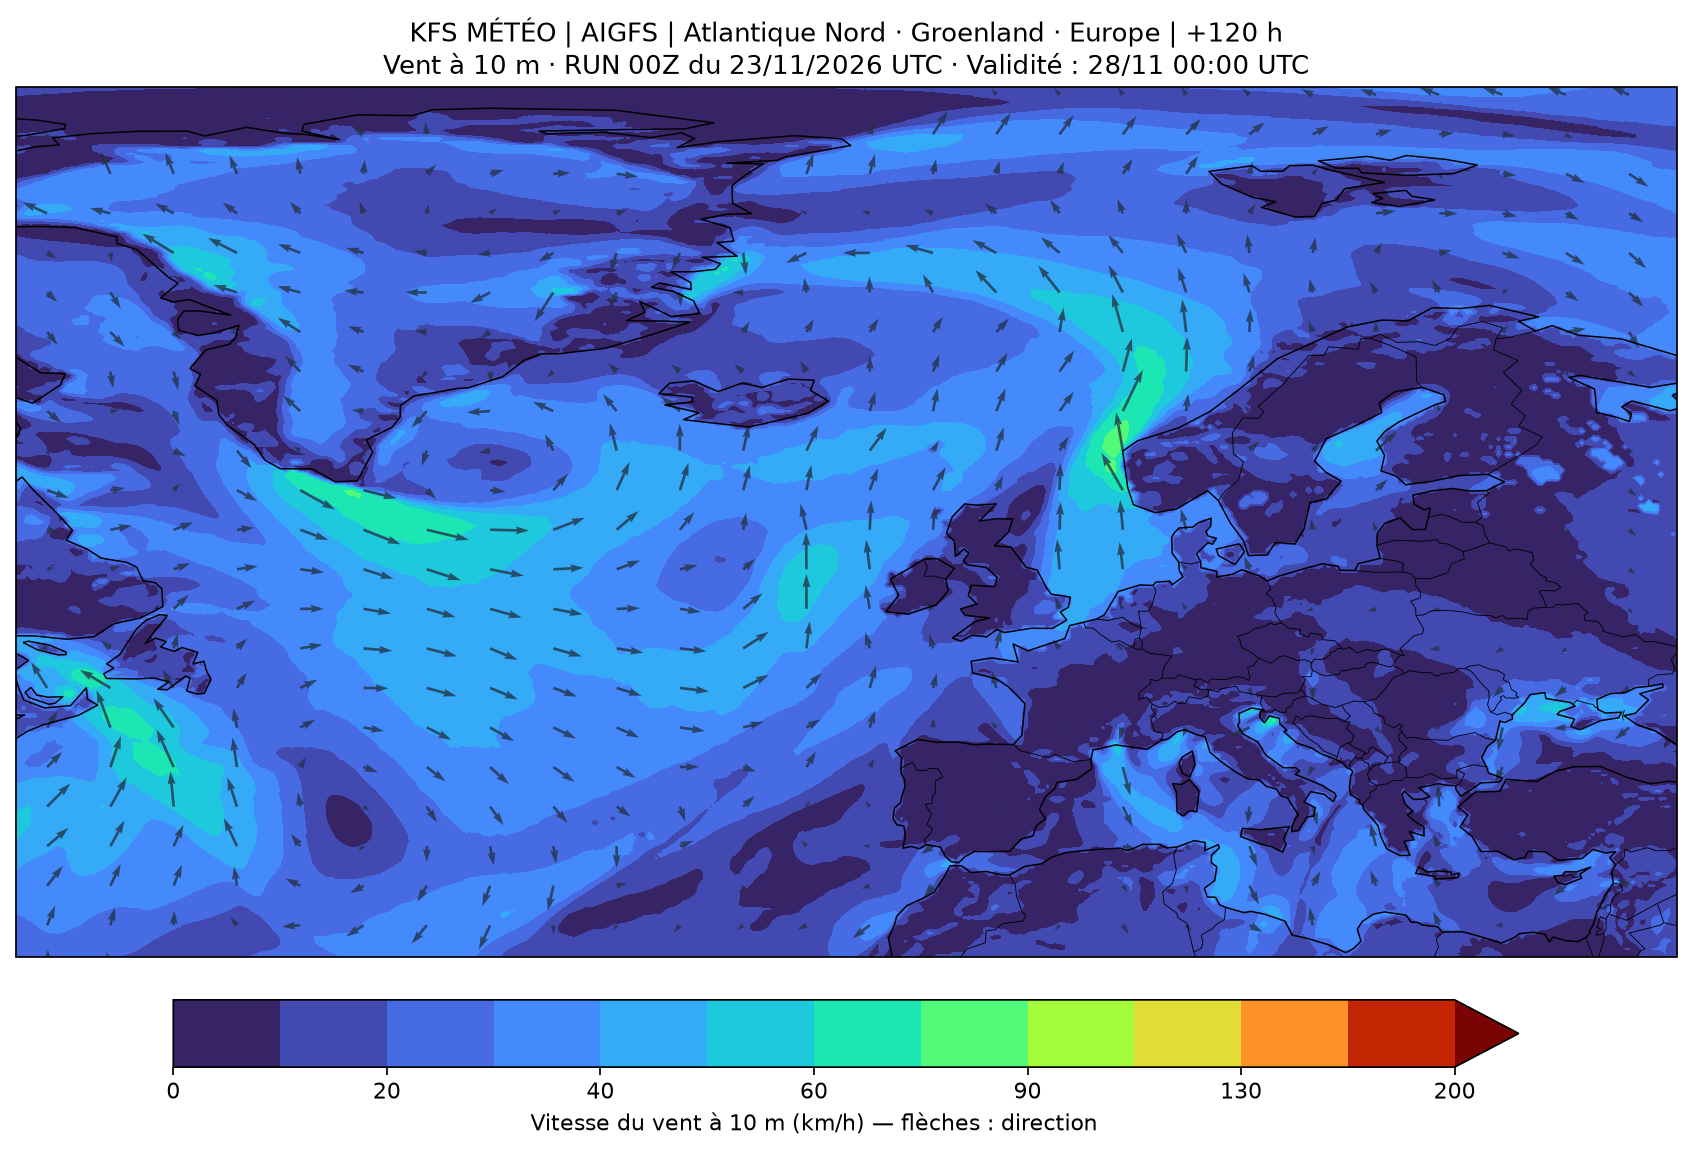 KFS MÉTÉO | AIGFS | Atlantique Nord · Groenland · Europe | +120 h
Vent à 10 m · RUN 00Z du 23/11/2026 UTC · Validité : 28/11 00:00 UTC
0 20 40 60 90 130 200
Vitesse du vent à 10 m (km/h) — flèches : direction